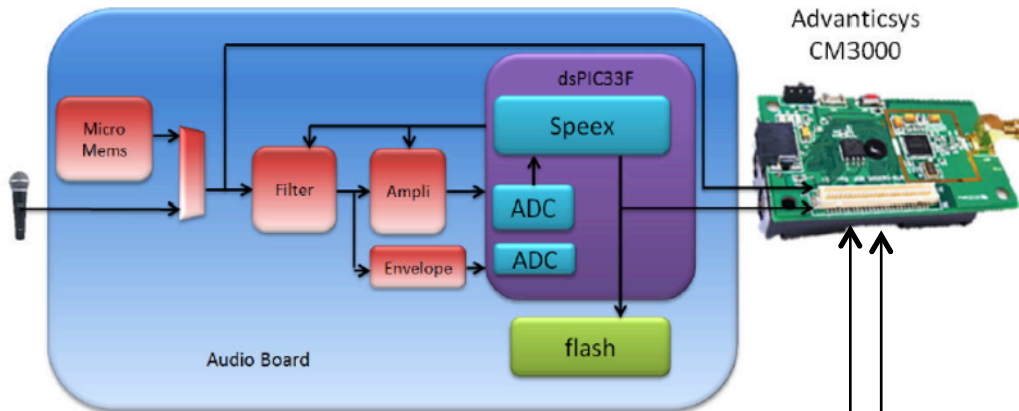 Advanticsys
CM3000
dsPIC33F
Micro
Mems
Speex
Filter
Ampli
ADC
Envelope
ADC
flash
Audio Board